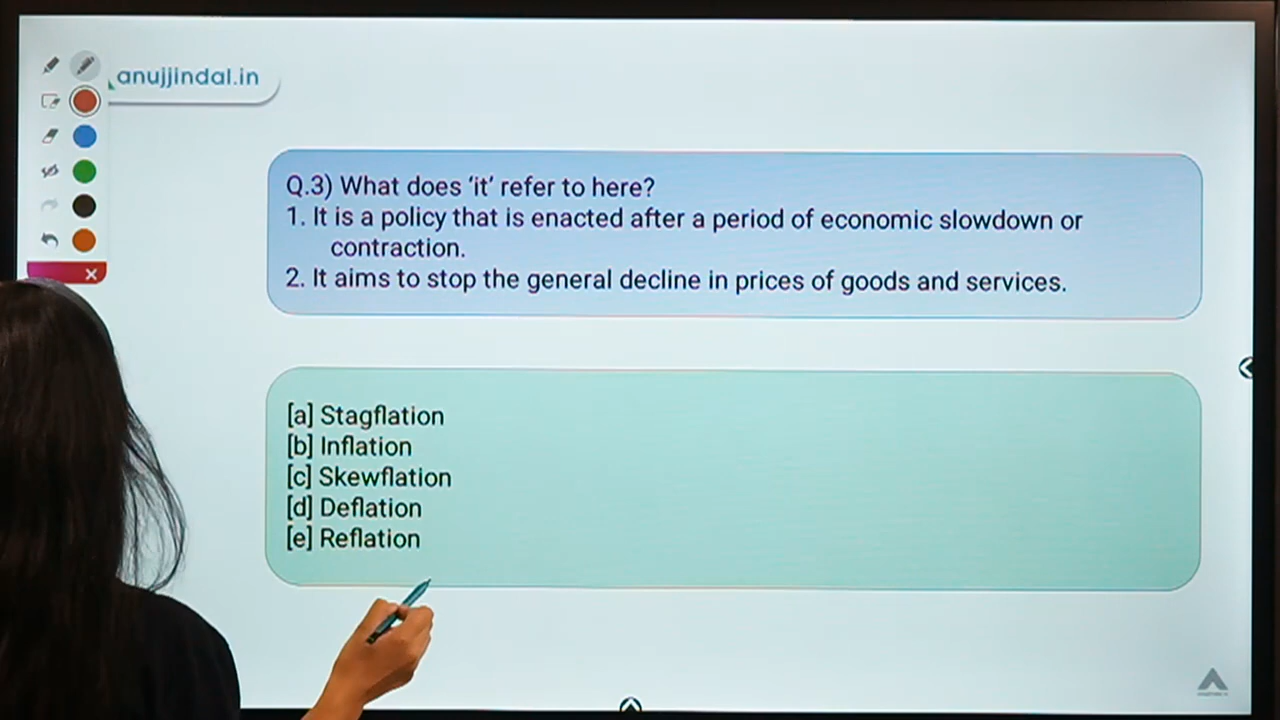 anujjindal.in
Q.3) What does ‘it’ refer to here?
1. It is a policy that is enacted after a period of economic slowdown or
contraction.
2. It aims to stop the general decline in prices of goods and services.
[a] Stagflation
[b] Inflation
[c] Skewflation
[d] Deflation
[e] Reflation